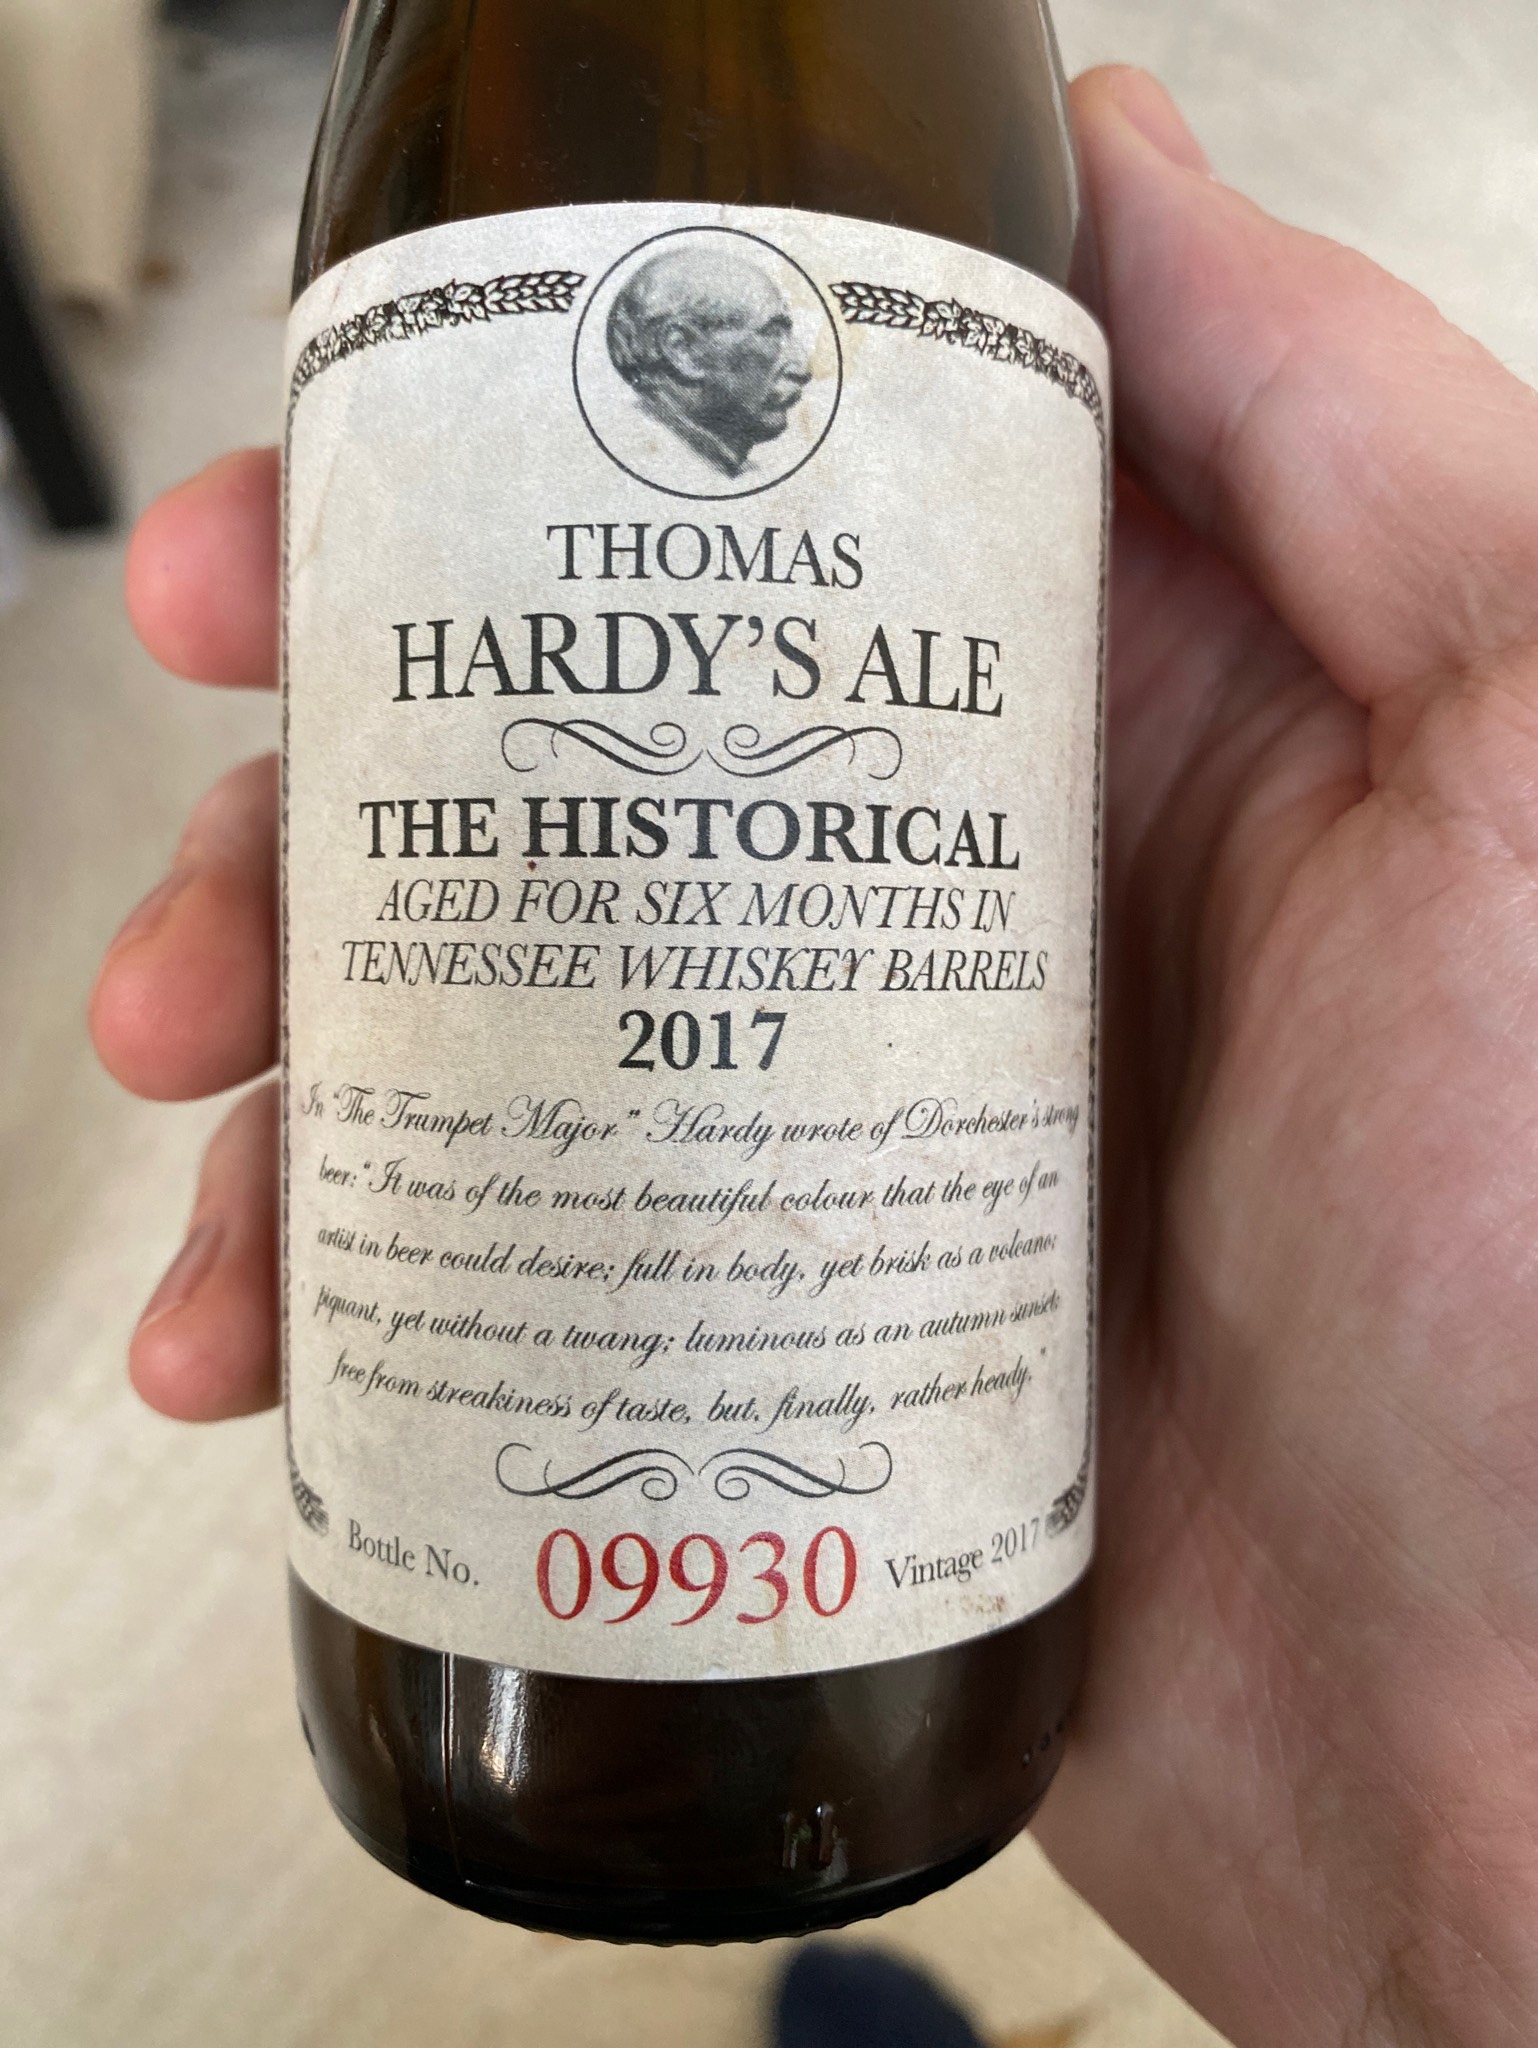 THOMAS
HARDY'S ALE
THE HISTORICAL
AGED FOR SIX MONTHS IN
TENNESSEE WHISKEY BARRELS
2017
In "The Trumpet Major" Hardy wrote of Dorchester's strong
beer: "It was of the most beautiful colour that the eye of an
artist in beer could desire; full in body, yet brisk as a volcano;
piquant, yet without a twang; luminous as an autumn sunset;
free from streakiness of taste, but, finally, rather heady."
Bottle No. 09930 Vintage 2017